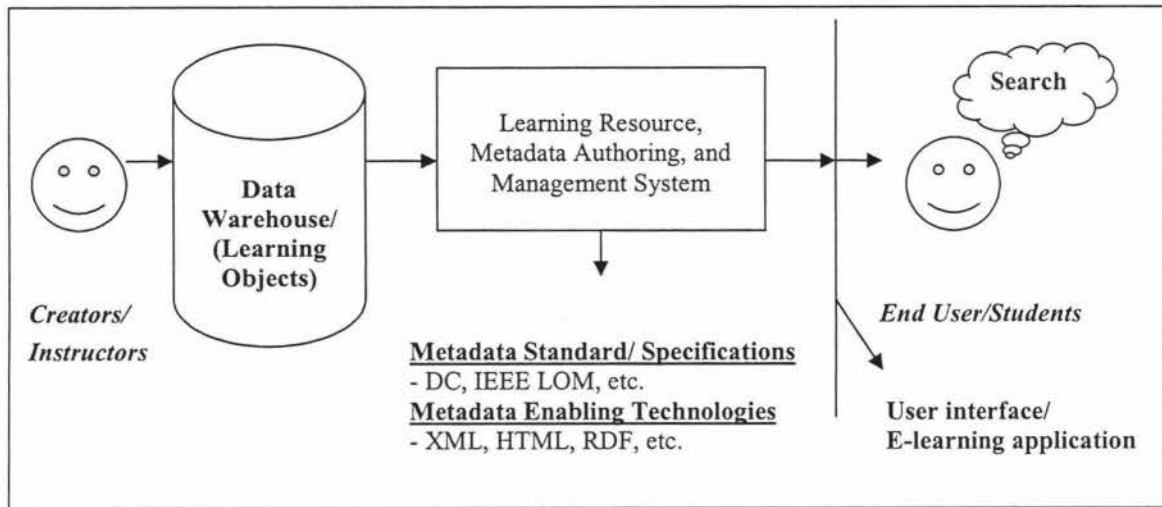 Search
Learning Resource,
Metadata Authoring, and
Management System
Data
Warehouse/
(Learning
Objects)
Creators/
Instructors
End User/Students
Metadata Standard/ Specifications
- DC, IEEE LOM, etc.
Metadata Enabling Technologies
- XML, HTML, RDF, etc.
User interface/
E-learning application